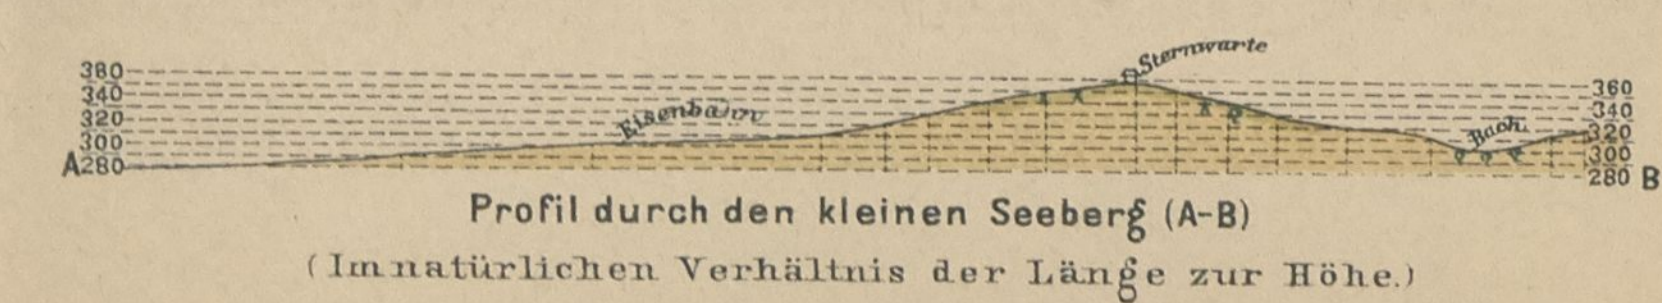 Sternwarte
380
360
340
Eisenbahn
340
320
Bach
320
300
300
A 280
280 B
Profil durch den kleinen Seeberg (A-B)
(Im natürlichen Verhältnis der Länge zur Höhe.)